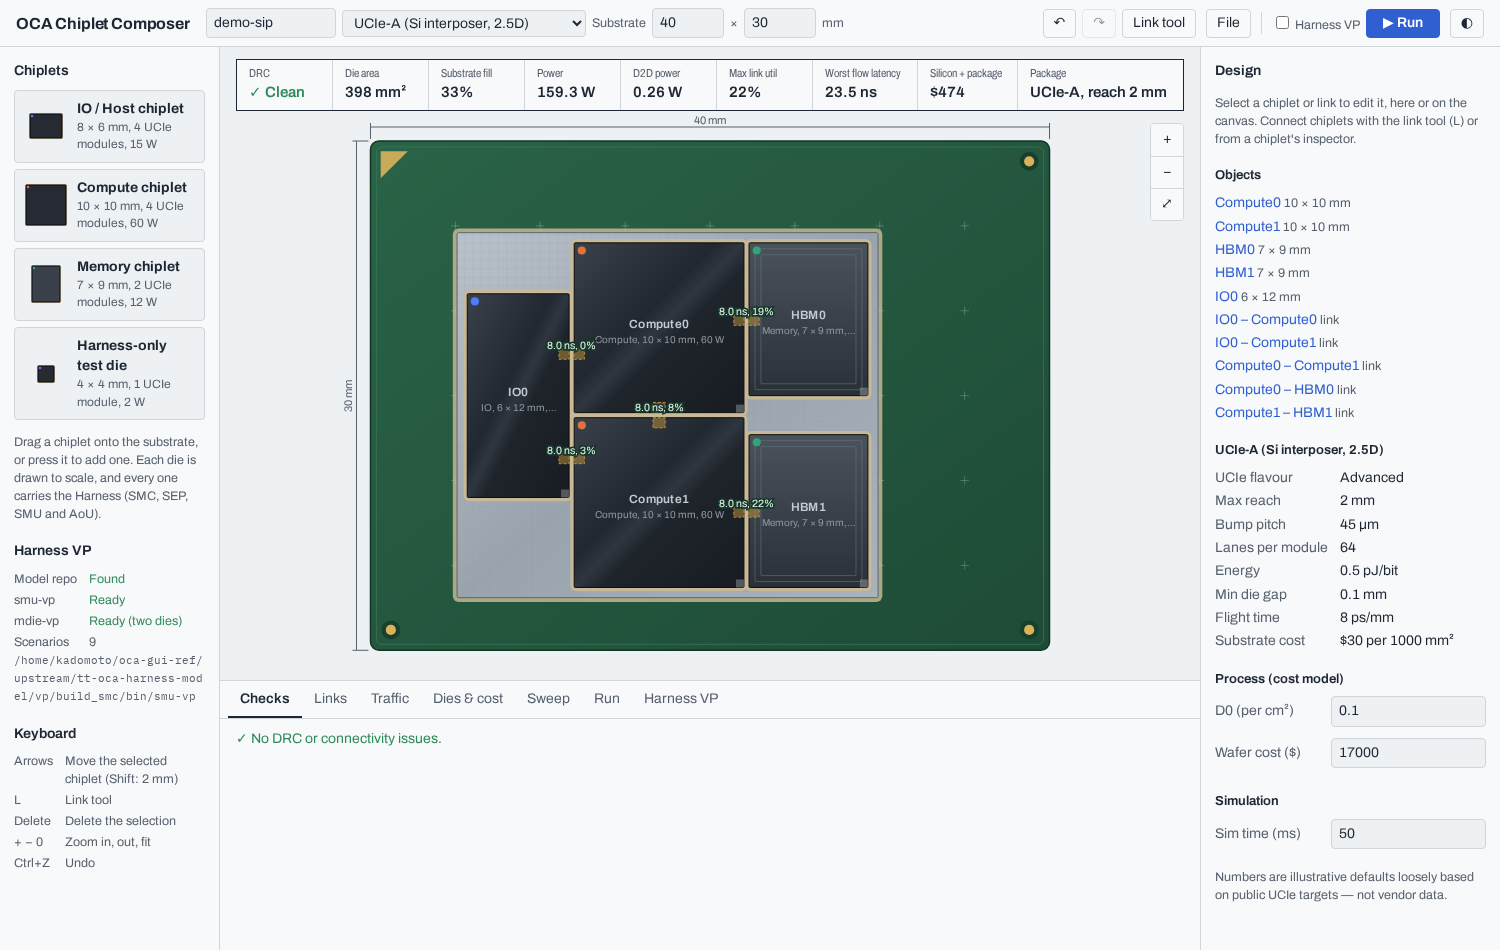 OCA Chiplet Composer
demo-sip
UCIe-A (Si interposer, 2.5D)
Substrate 40 × 30 mm
↶
↷
Link tool
File
Harness VP
▶ Run
◐
Chiplets
IO / Host chiplet
8 × 6 mm, 4 UCIe
modules, 15 W
Compute chiplet
10 × 10 mm, 4 UCIe
modules, 60 W
Memory chiplet
7 × 9 mm, 2 UCIe
modules, 12 W
Harness-only
test die
4 × 4 mm, 1 UCIe
module, 2 W
Drag a chiplet onto the substrate,
or press it to add one. Each die is
drawn to scale, and every one
carries the Harness (SMC, SEP,
SMU and AoU).
Harness VP
Model repo Found
smu-vp Ready
mdie-vp Ready (two dies)
Scenarios 9
/home/kadomoto/oca-gui-ref/
upstream/tt-oca-harness-mod
el/vp/build_smc/bin/smu-vp
Keyboard
Arrows Move the selected
chiplet (Shift: 2 mm)
L Link tool
Delete Delete the selection
+ − 0 Zoom in, out, fit
Ctrl+Z Undo
DRC
✓ Clean
Die area
398 mm²
Substrate fill
33%
Power
159.3 W
D2D power
0.26 W
Max link util
22%
Worst flow latency
23.5 ns
Silicon + package
$474
Package
UCIe-A, reach 2 mm
40 mm
30 mm
+
−
⤢
8.0 ns, 19%
HBM0
Memory, 7 × 9 mm,...
Compute0
Compute, 10 × 10 mm, 60 W
8.0 ns, 0%
IO0
IO, 6 × 12 mm,...
8.0 ns, 8%
8.0 ns, 3%
Compute1
Compute, 10 × 10 mm, 60 W
8.0 ns, 22%
HBM1
Memory, 7 × 9 mm,...
Checks Links Traffic Dies & cost Sweep Run Harness VP
✓ No DRC or connectivity issues.
Design
Select a chiplet or link to edit it, here or on the
canvas. Connect chiplets with the link tool (L) or
from a chiplet's inspector.
Objects
Compute0 10 × 10 mm
Compute1 10 × 10 mm
HBM0 7 × 9 mm
HBM1 7 × 9 mm
IO0 6 × 12 mm
IO0 – Compute0 link
IO0 – Compute1 link
Compute0 – Compute1 link
Compute0 – HBM0 link
Compute1 – HBM1 link
UCIe-A (Si interposer, 2.5D)
UCIe flavour Advanced
Max reach 2 mm
Bump pitch 45 µm
Lanes per module 64
Energy 0.5 pJ/bit
Min die gap 0.1 mm
Flight time 8 ps/mm
Substrate cost $30 per 1000 mm²
Process (cost model)
D0 (per cm²) 0.1
Wafer cost ($) 17000
Simulation
Sim time (ms) 50
Numbers are illustrative defaults loosely based
on public UCIe targets — not vendor data.